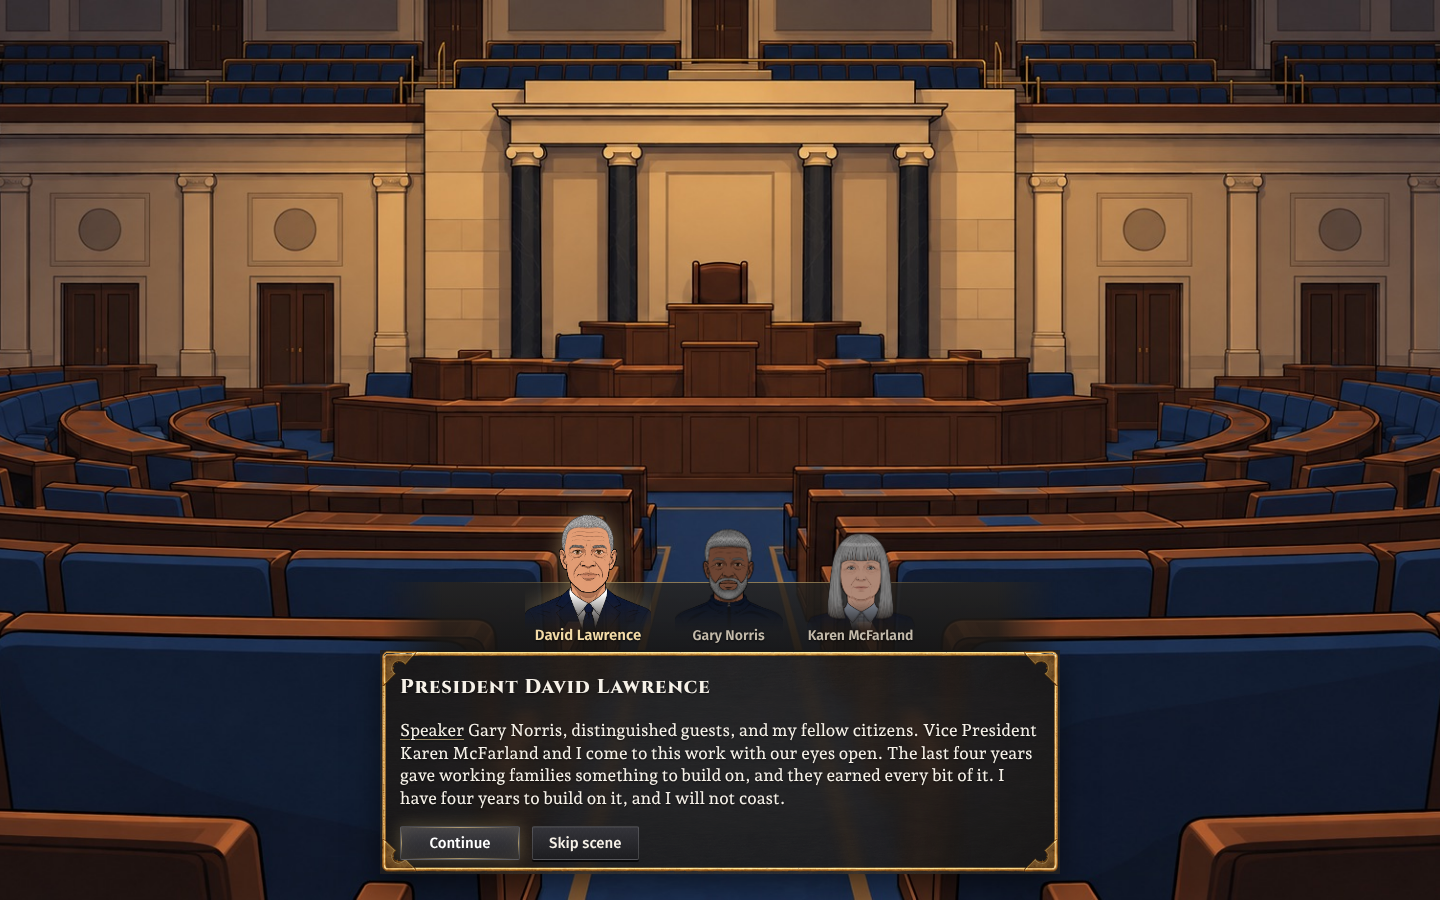 David Lawrence
Gary Norris
Karen McFarland
President David Lawrence
Speaker Gary Norris, distinguished guests, and my fellow citizens. Vice President
Karen McFarland and I come to this work with our eyes open. The last four years
gave working families something to build on, and they earned every bit of it. I
have four years to build on it, and I will not coast.
Continue
Skip scene